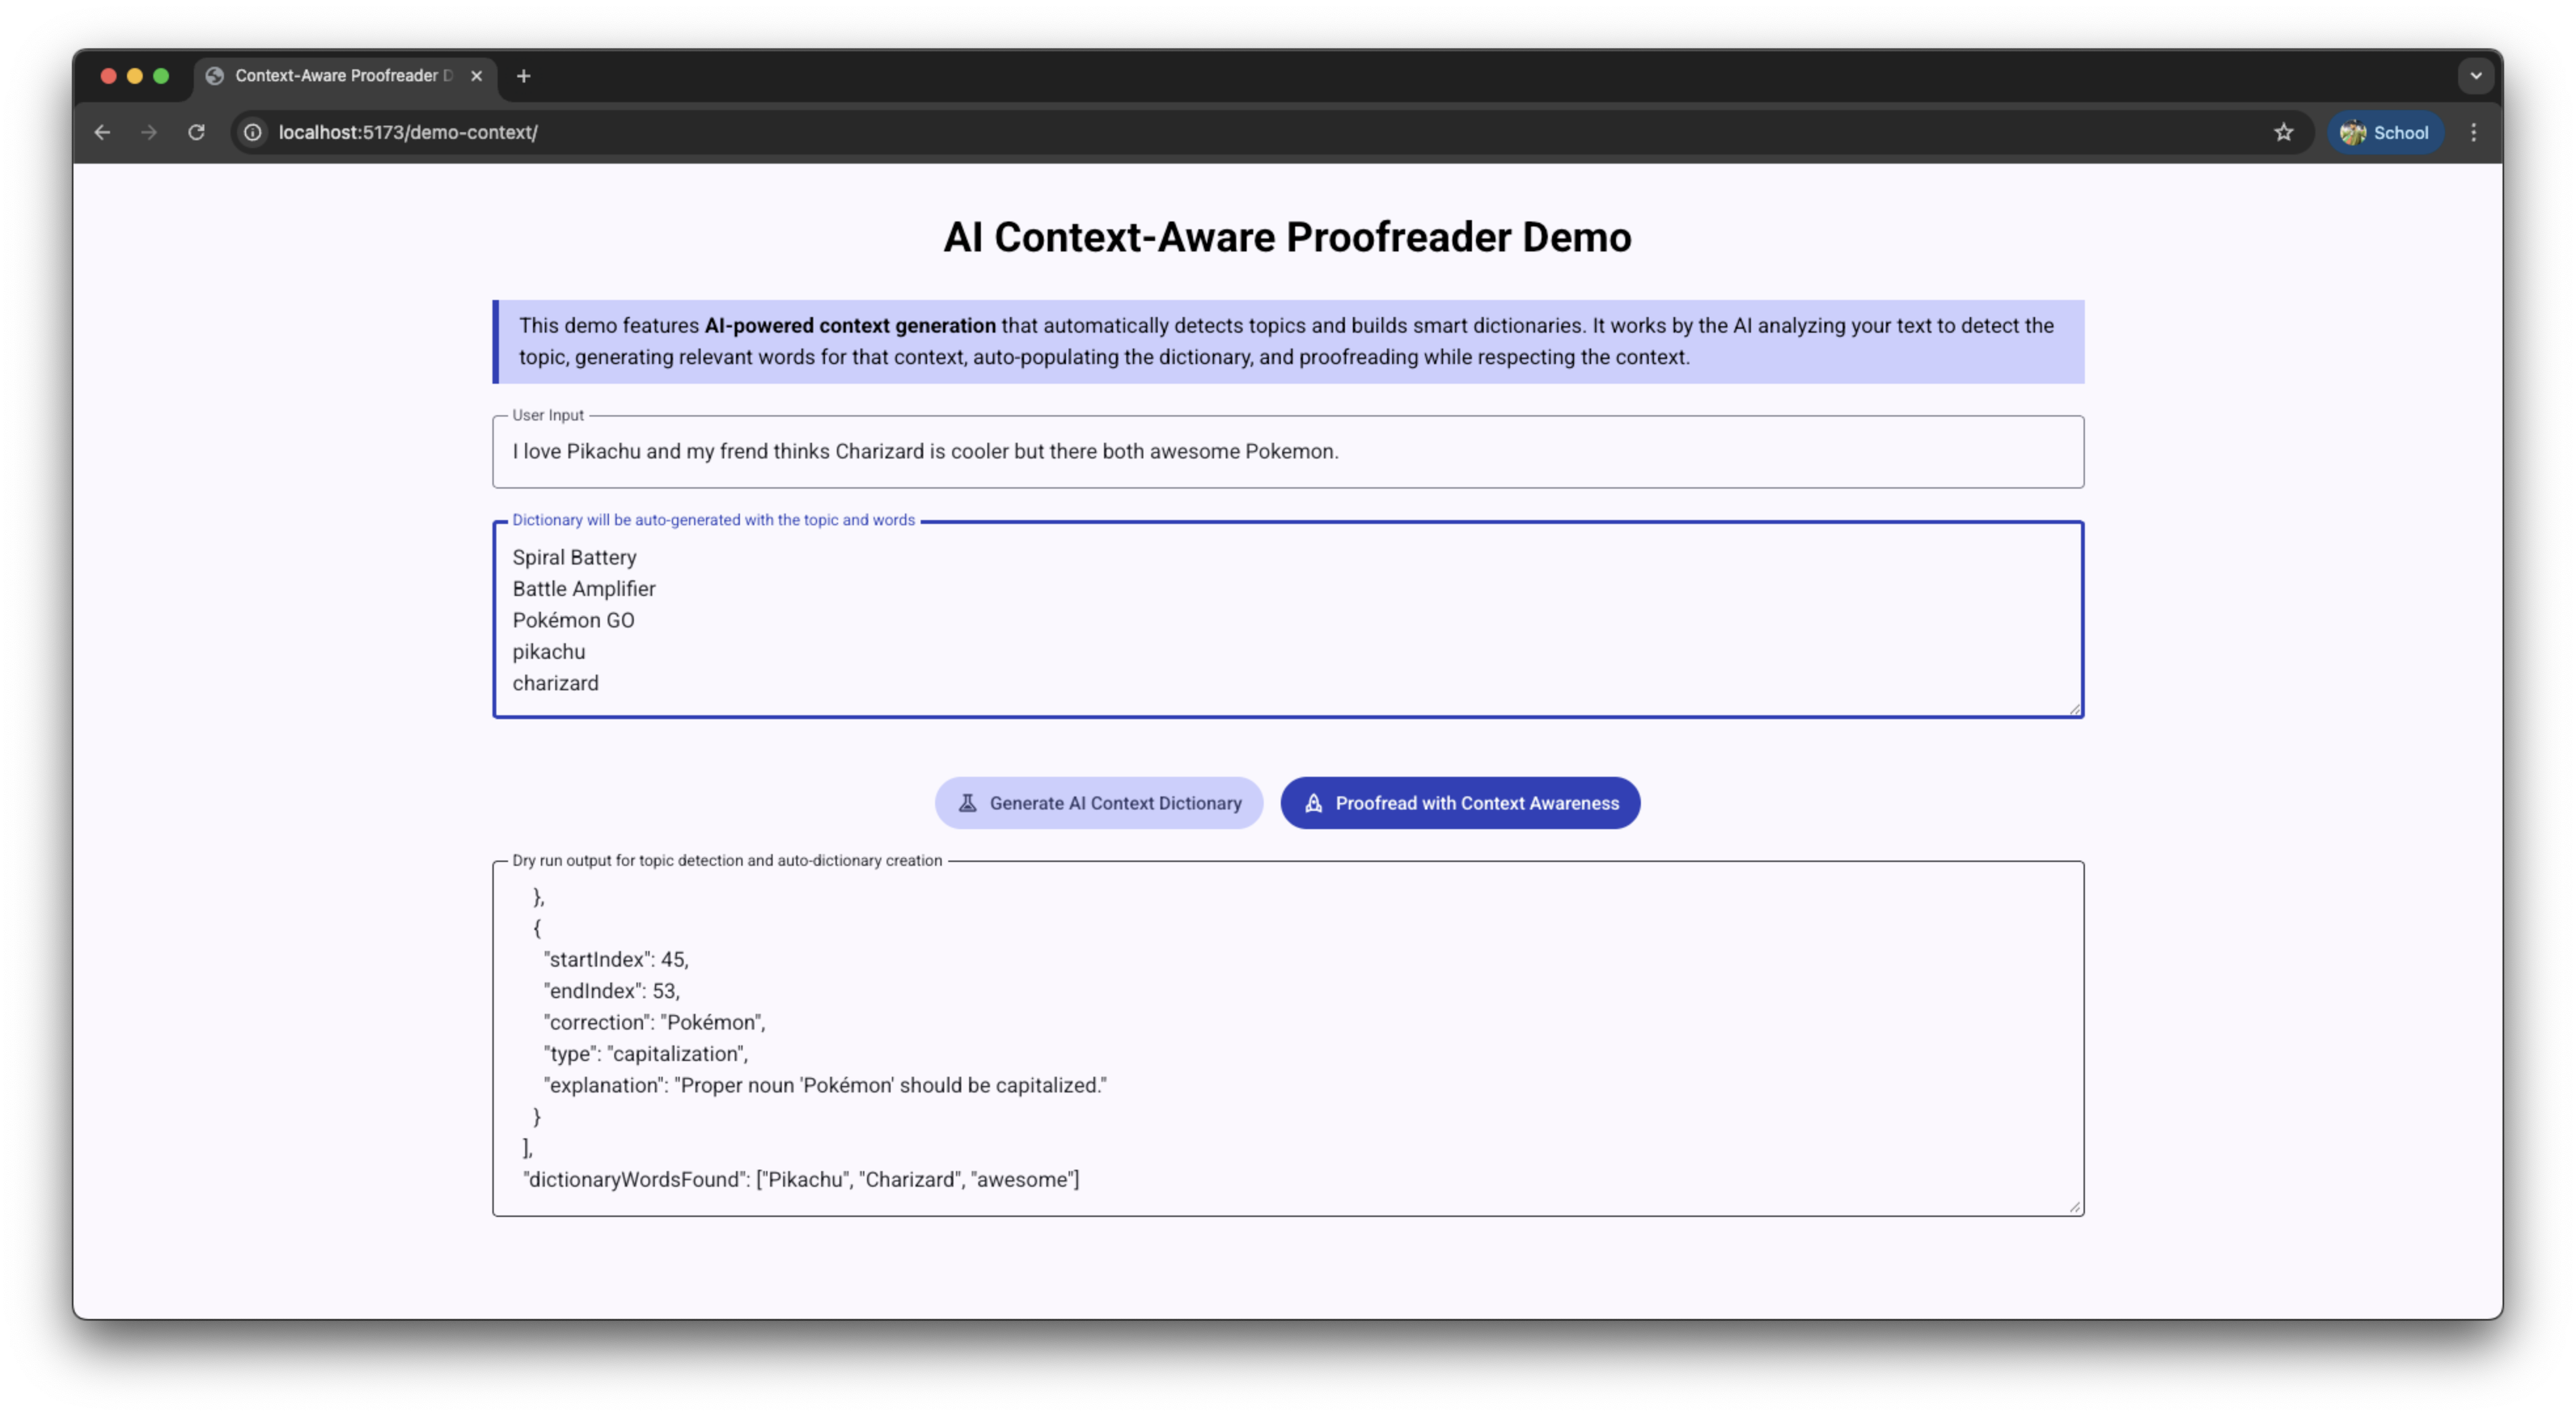 Context-Aware Proofreader D
localhost:5173/demo-context/
School
AI Context-Aware Proofreader Demo
This demo features AI-powered context generation that automatically detects topics and builds smart dictionaries. It works by the AI analyzing your text to detect the
topic, generating relevant words for that context, auto-populating the dictionary, and proofreading while respecting the context.
User Input
I love Pikachu and my frend thinks Charizard is cooler but there both awesome Pokemon.
Dictionary will be auto-generated with the topic and words
Spiral Battery
Battle Amplifier
Pokémon GO
pikachu
charizard
Generate AI Context Dictionary
Proofread with Context Awareness
Dry run output for topic detection and auto-dictionary creation
},
{
"startIndex": 45,
"endIndex": 53,
"correction": "Pokémon",
"type": "capitalization",
"explanation": "Proper noun 'Pokémon' should be capitalized."
}
],
"dictionaryWordsFound": ["Pikachu", "Charizard", "awesome"]